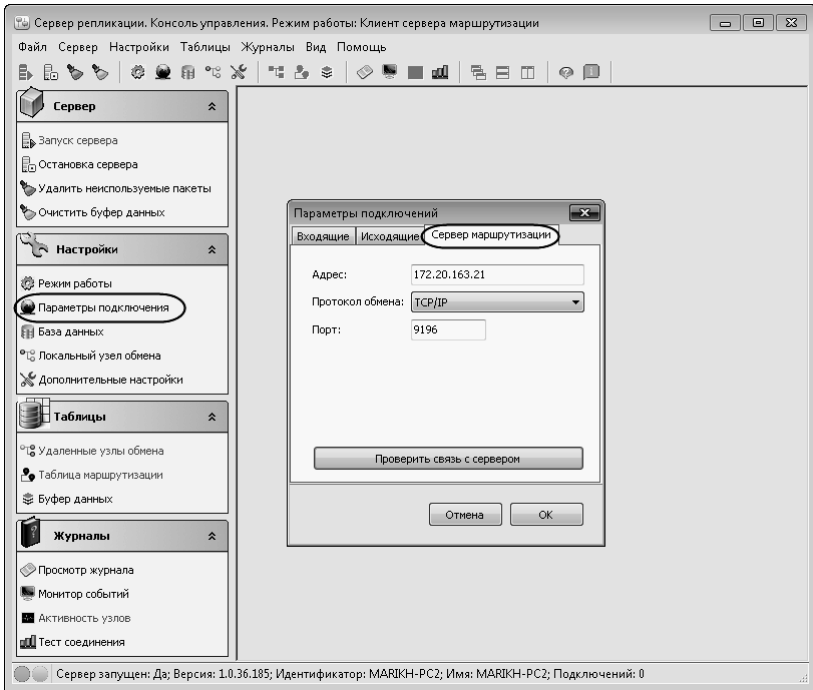 Сервер репликации. Консоль управления. Режим работы: Клиент сервера маршрутизации
Файл Сервер Настройки Таблицы Журналы Вид Помощь
Сервер
Запуск сервера
Остановка сервера
Удалить неиспользуемые пакеты
Очистить буфер данных
Настройки
Режим работы
Параметры подключения
База данных
Локальный узел обмена
Дополнительные настройки
Таблицы
Удаленные узлы обмена
Таблица маршрутизации
Буфер данных
Журналы
Просмотр журнала
Монитор событий
Активность узлов
Тест соединения
Параметры подключений
Входящие Исходящие Сервер маршрутизации
Адрес: 172.20.163.21
Протокол обмена: TCP/IP
Порт: 9196
Проверить связь с сервером
Отмена ОК
Сервер запущен: Да; Версия: 1.0.36.185; Идентификатор: MARIKH-PC2; Имя: MARIKH-PC2; Подключений: 0